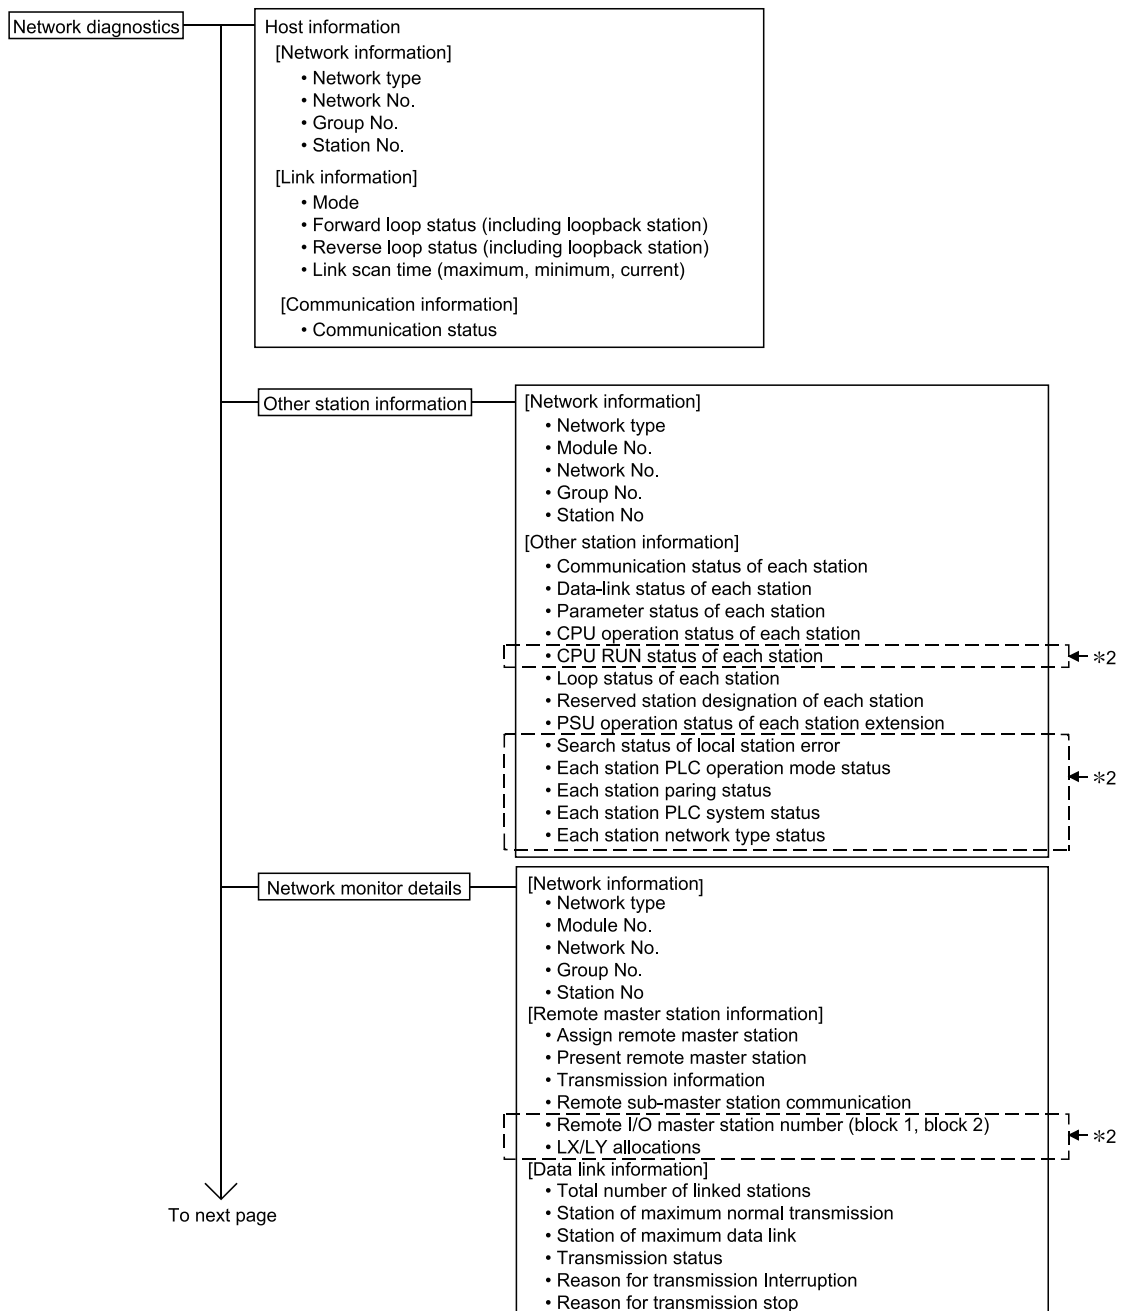 Network diagnostics
Host information
[Network information]
• Network type
• Network No.
• Group No.
• Station No.
[Link information]
• Mode
• Forward loop status (including loopback station)
• Reverse loop status (including loopback station)
• Link scan time (maximum, minimum, current)
[Communication information]
• Communication status
Other station information
[Network information]
• Network type
• Module No.
• Network No.
• Group No.
• Station No
[Other station information]
• Communication status of each station
• Data-link status of each station
• Parameter status of each station
• CPU operation status of each station
• CPU RUN status of each station
*2
• Loop status of each station
• Reserved station designation of each station
• PSU operation status of each station extension
• Search status of local station error
• Each station PLC operation mode status
*2
• Each station paring status
• Each station PLC system status
• Each station network type status
Network monitor details
[Network information]
• Network type
• Module No.
• Network No.
• Group No.
• Station No
[Remote master station information]
• Assign remote master station
• Present remote master station
• Transmission information
• Remote sub-master station communication
• Remote I/O master station number (block 1, block 2)
*2
• LX/LY allocations
[Data link information]
• Total number of linked stations
• Station of maximum normal transmission
• Station of maximum data link
• Transmission status
• Reason for transmission Interruption
• Reason for transmission stop
To next page